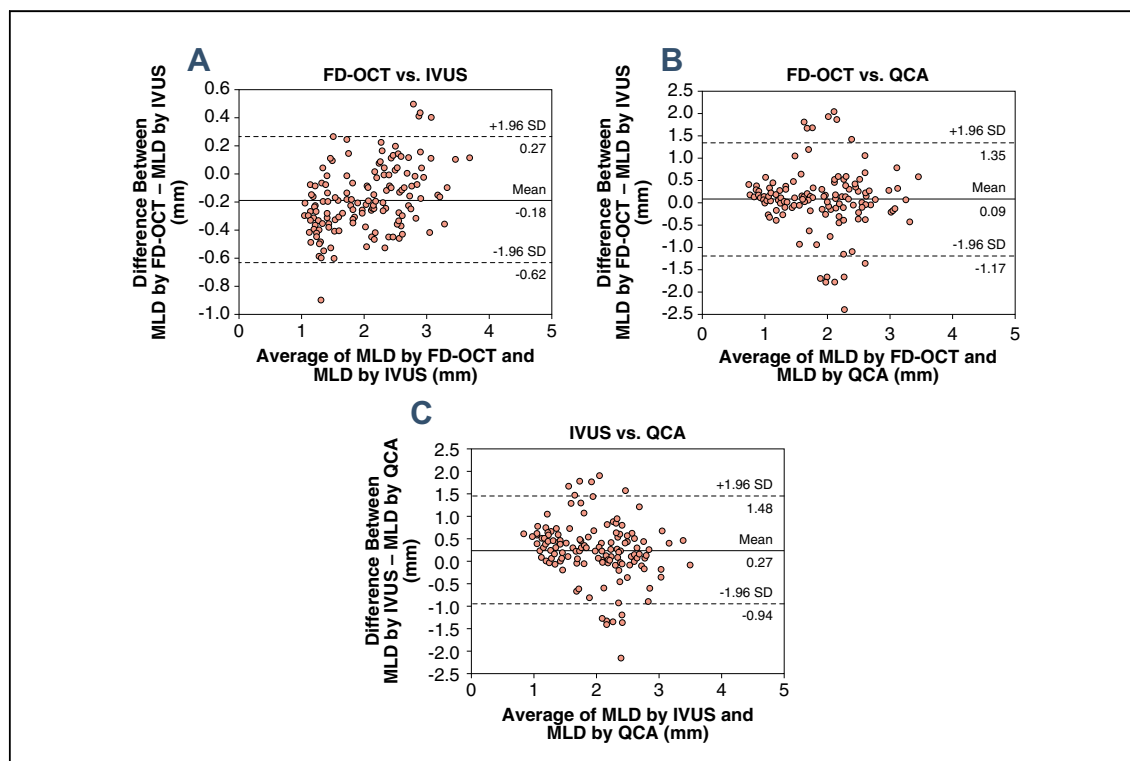 A
FD-OCT vs. IVUS
Difference Between
MLD by FD-OCT – MLD by IVUS
(mm)
0.6
0.4
0.2
0.0
-0.2
-0.4
-0.6
-0.8
-1.0
+1.96 SD
0.27
Mean
-0.18
-1.96 SD
-0.62
0 1 2 3 4 5
Average of MLD by FD-OCT and
MLD by IVUS (mm)
B
FD-OCT vs. QCA
Difference Between
MLD by FD-OCT – MLD by IVUS
(mm)
2.5
2.0
1.5
1.0
0.5
0.0
-0.5
-1.0
-1.5
-2.0
-2.5
+1.96 SD
1.35
Mean
0.09
-1.96 SD
-1.17
0 1 2 3 4 5
Average of MLD by FD-OCT and
MLD by QCA (mm)
C
IVUS vs. QCA
Difference Between
MLD by IVUS – MLD by QCA
(mm)
2.5
2.0
1.5
1.0
0.5
0.0
-0.5
-1.0
-1.5
-2.0
-2.5
+1.96 SD
1.48
Mean
0.27
-1.96 SD
-0.94
0 1 2 3 4 5
Average of MLD by IVUS and
MLD by QCA (mm)